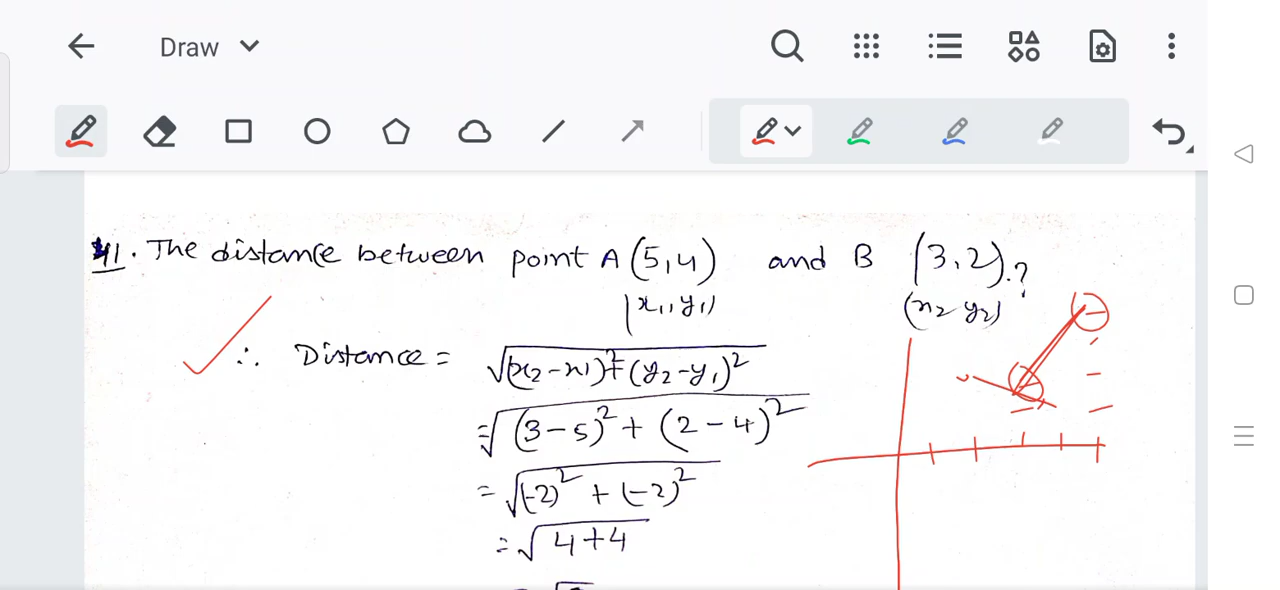 Draw
41. The distance between point A (5,4) and B (3,2).?
(x1, y1) (x2 y2)
∴ Distance = √(x2-x1)²+(y2-y1)²
=√(3-5)²+(2-4)²
=√(-2)²+(-2)²
=√4+4